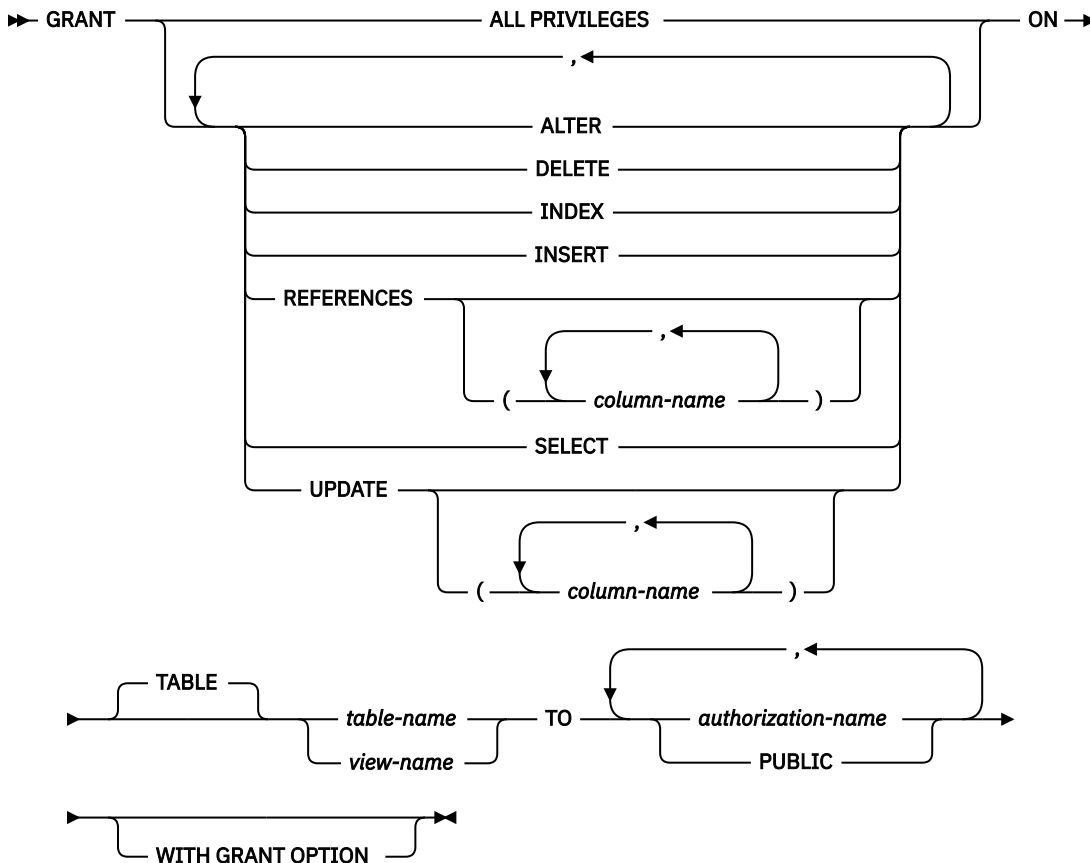 GRANT ALL PRIVILEGES ON
,
ALTER
DELETE
INDEX
INSERT
REFERENCES
,
( column-name )
SELECT
UPDATE
,
( column-name )
,
TABLE
table-name TO authorization-name
view-name PUBLIC
WITH GRANT OPTION